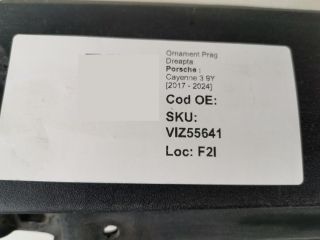 Ornament Prag
Dreapta
Porsche :
Cayenne 3 9Y
[2017 - 2024]
Cod OE:
SKU:
VIZ55641
Loc: F2I